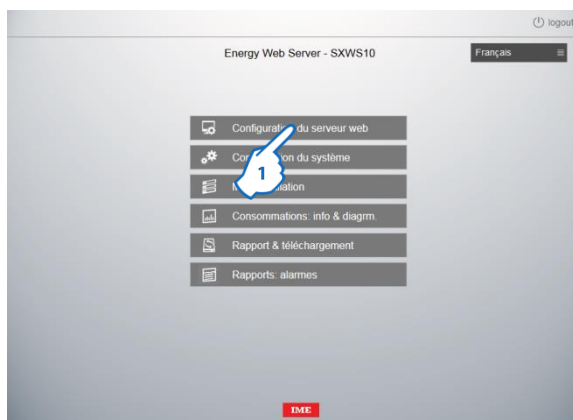 logout
Energy Web Server - SXWS10
Français
Configuration du serveur web
du système
1
Consommations: info & diagrm.
Rapport & téléchargement
Rapports: alarmes
IME